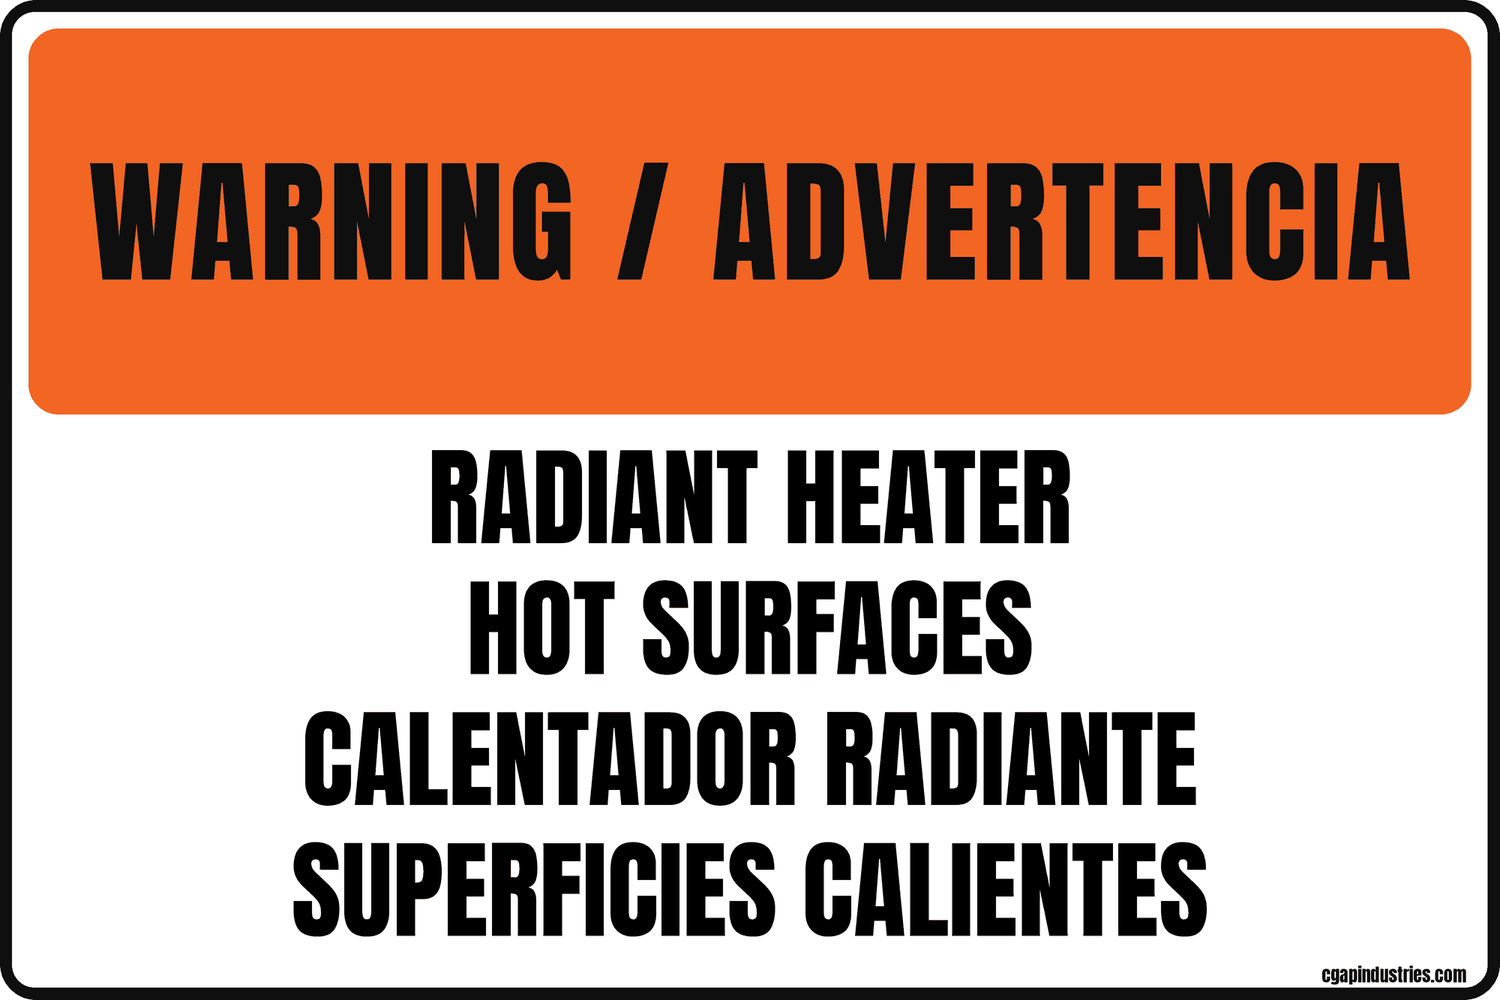 WARNING / ADVERTENCIA
RADIANT HEATER
HOT SURFACES
CALENTADOR RADIANTE
SUPERFICIES CALIENTES
cgapindustries.com